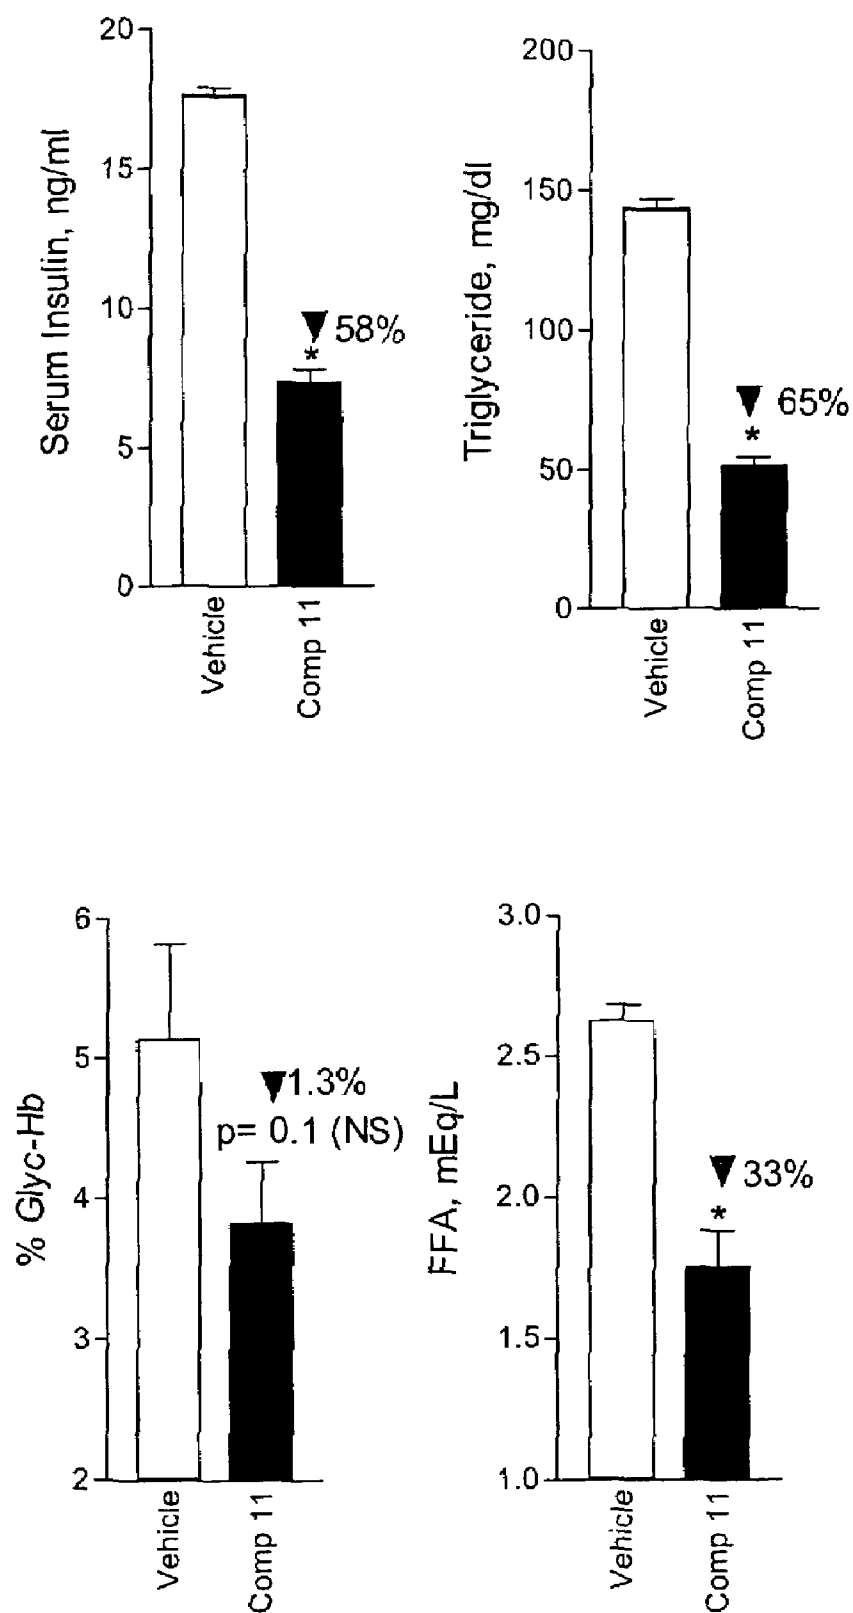 Serum Insulin, ng/ml
20
15
10
5
0
▼ 58%
*
Vehicle
Comp 11
Triglyceride, mg/dl
200
150
100
50
0
▼ 65%
*
Vehicle
Comp 11
% Glyc-Hb
6
5
4
3
2
▼1.3%
p= 0.1 (NS)
Vehicle
Comp 11
FFA, mEq/L
3.0
2.5
2.0
1.5
1.0
▼ 33%
*
Vehicle
Comp 11